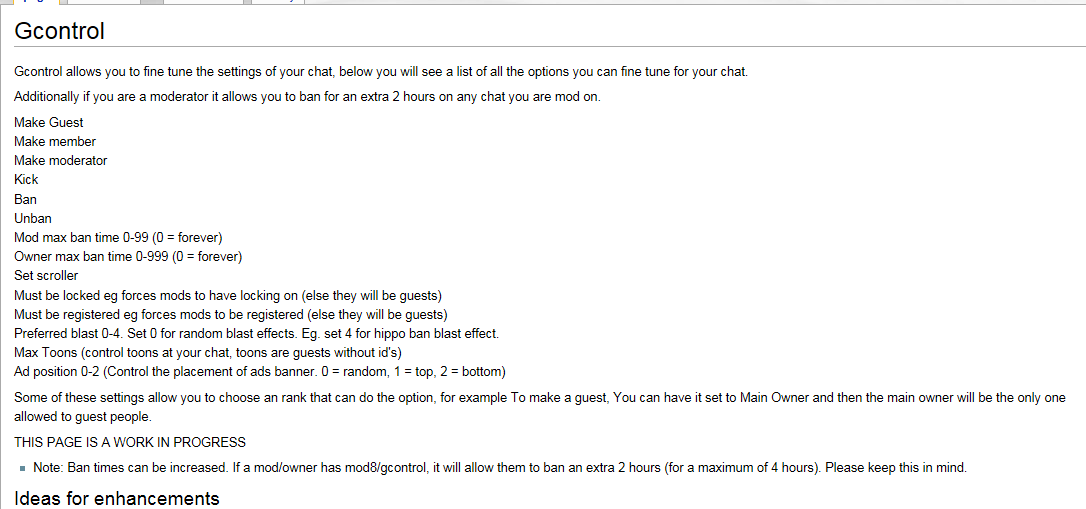 Gcontrol
Gcontrol allows you to fine tune the settings of your chat, below you will see a list of all the options you can fine tune for your chat.
Additionally if you are a moderator it allows you to ban for an extra 2 hours on any chat you are mod on.
Make Guest
Make member
Make moderator
Kick
Ban
Unban
Mod max ban time 0-99 (0 = forever)
Owner max ban time 0-999 (0 = forever)
Set scroller
Must be locked eg forces mods to have locking on (else they will be guests)
Must be registered eg forces mods to be registered (else they will be guests)
Preferred blast 0-4. Set 0 for random blast effects. Eg. set 4 for hippo ban blast effect.
Max Toons (control toons at your chat, toons are guests without id's)
Ad position 0-2 (Control the placement of ads banner. 0 = random, 1 = top, 2 = bottom)
Some of these settings allow you to choose an rank that can do the option, for example To make a guest, You can have it set to Main Owner and then the main owner will be the only one
allowed to guest people.
THIS PAGE IS A WORK IN PROGRESS
Note: Ban times can be increased. If a mod/owner has mod8/gcontrol, it will allow them to ban an extra 2 hours (for a maximum of 4 hours). Please keep this in mind.
Ideas for enhancements